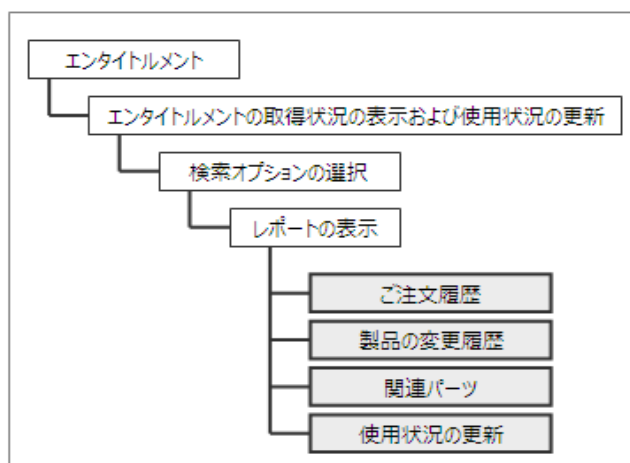 エンタイトルメント
エンタイトルメントの取得状況の表示および使用状況の更新
検索オプションの選択
レポートの表示
ご注文履歴
製品の変更履歴
関連パーツ
使用状況の更新